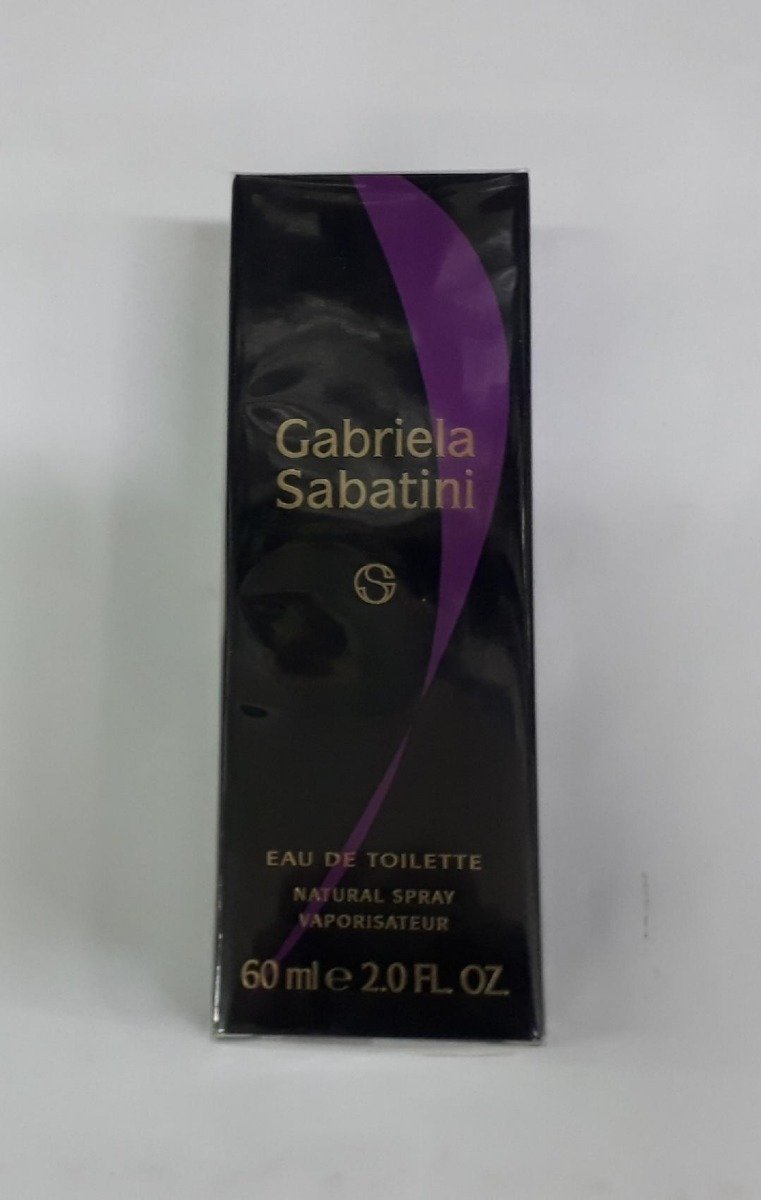 Gabriela
Sabatini
EAU DE TOILETTE
NATURAL SPRAY
VAPORISATEUR
60 ml e 2.0 FL. OZ.